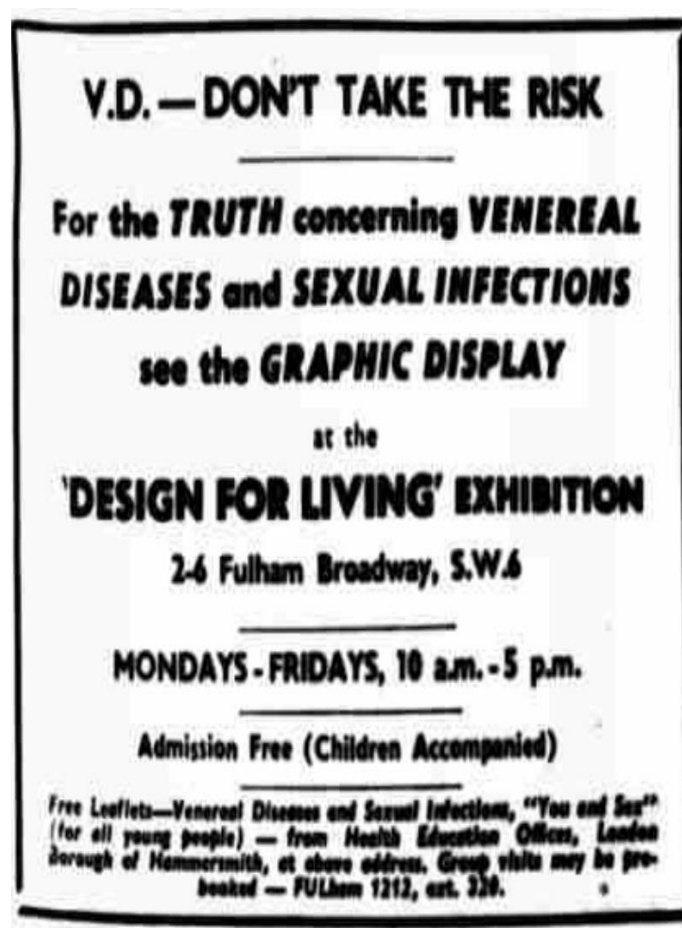 V.D. — DON'T TAKE THE RISK
For the TRUTH concerning VENEREAL
DISEASES and SEXUAL INFECTIONS
see the GRAPHIC DISPLAY
at the
'DESIGN FOR LIVING' EXHIBITION
2-6 Fulham Broadway, S.W.6
MONDAYS - FRIDAYS, 10 a.m. - 5 p.m.
Admission Free (Children Accompanied)
Free Leaflets—Venereal Diseases and Sexual Infections, "You and Sex"
(for all young people) — from Health Education Offices, London
Borough of Hammersmith, at above address. Group visits may be pre-
booked — FULham 1212, ext. 320.